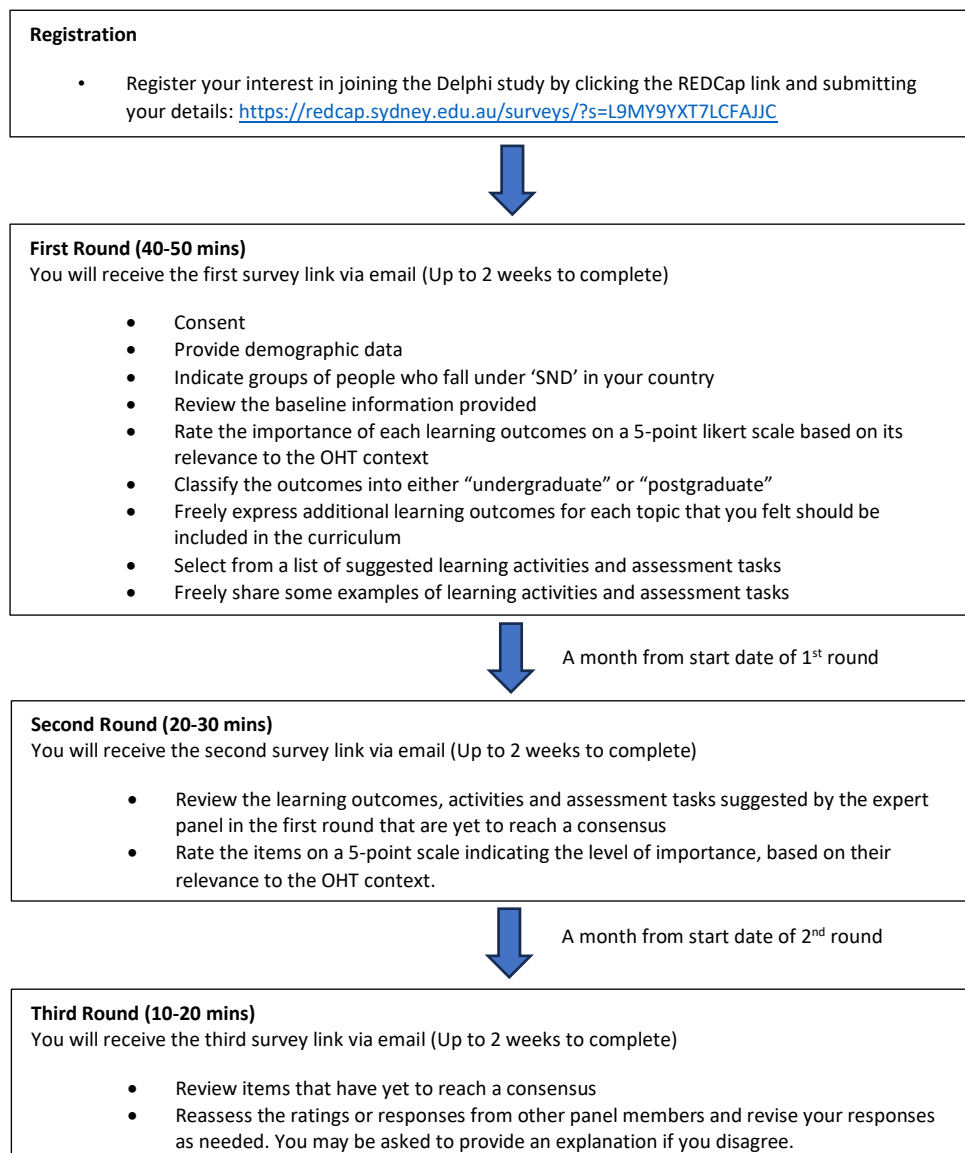 Registration
• Register your interest in joining the Delphi study by clicking the REDCap link and submitting
your details: https://redcap.sydney.edu.au/surveys/?s=L9MY9YXT7LCFAJJC
First Round (40-50 mins)
You will receive the first survey link via email (Up to 2 weeks to complete)
• Consent
• Provide demographic data
• Indicate groups of people who fall under ‘SND’ in your country
• Review the baseline information provided
• Rate the importance of each learning outcomes on a 5-point likert scale based on its
relevance to the OHT context
• Classify the outcomes into either “undergraduate” or “postgraduate”
• Freely express additional learning outcomes for each topic that you felt should be
included in the curriculum
• Select from a list of suggested learning activities and assessment tasks
• Freely share some examples of learning activities and assessment tasks
A month from start date of 1st round
Second Round (20-30 mins)
You will receive the second survey link via email (Up to 2 weeks to complete)
• Review the learning outcomes, activities and assessment tasks suggested by the expert
panel in the first round that are yet to reach a consensus
• Rate the items on a 5-point scale indicating the level of importance, based on their
relevance to the OHT context.
A month from start date of 2nd round
Third Round (10-20 mins)
You will receive the third survey link via email (Up to 2 weeks to complete)
• Review items that have yet to reach a consensus
• Reassess the ratings or responses from other panel members and revise your responses
as needed. You may be asked to provide an explanation if you disagree.